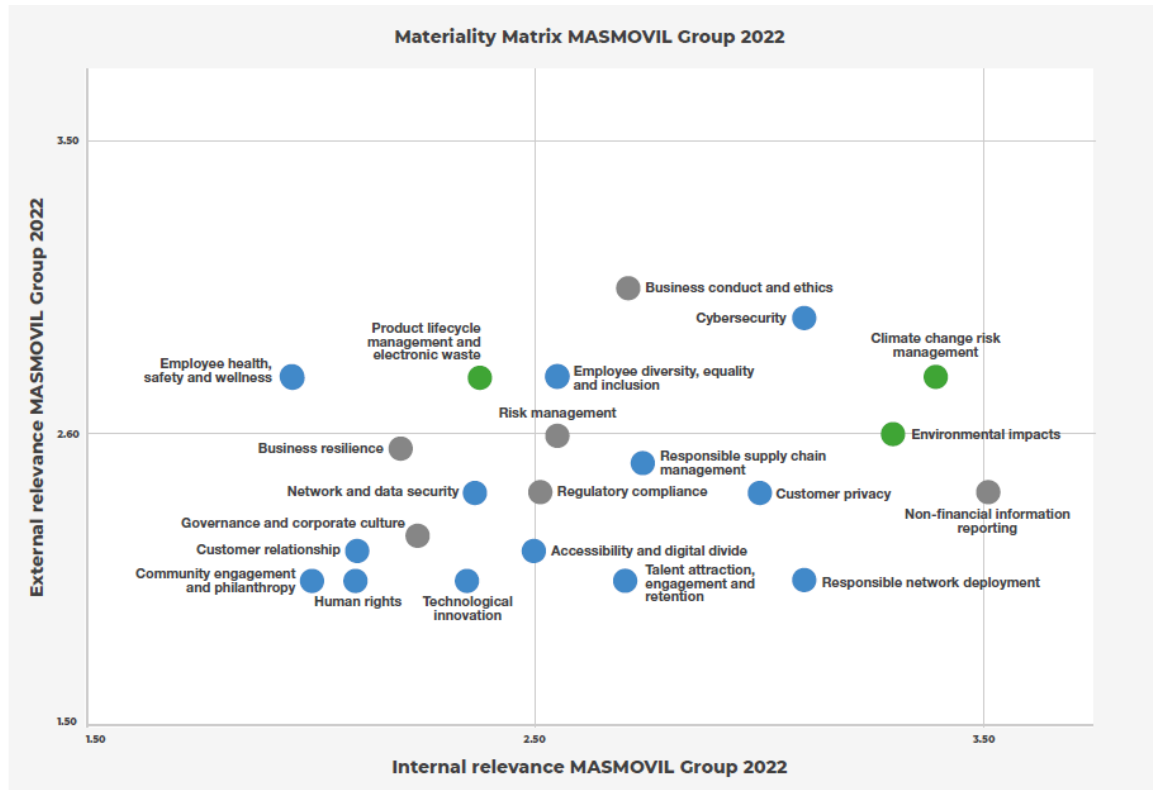 Materiality Matrix MASMOVIL Group 2022
External relevance MASMOVIL Group 2022
3.50
Business conduct and ethics
Cybersecurity
Product lifecycle
management and
electronic waste
Climate change risk
management
Employee health,
safety and wellness
Employee diversity, equality
and inclusion
Risk management
2.60
Environmental impacts
Business resilience
Responsible supply chain
management
Network and data security
Regulatory compliance
Customer privacy
Non-financial information
reporting
Governance and corporate culture
Customer relationship
Accessibility and digital divide
Community engagement
and philanthropy
Human rights
Technological
innovation
Talent attraction,
engagement and
retention
Responsible network deployment
1.50
1.50
2.50
3.50
Internal relevance MASMOVIL Group 2022